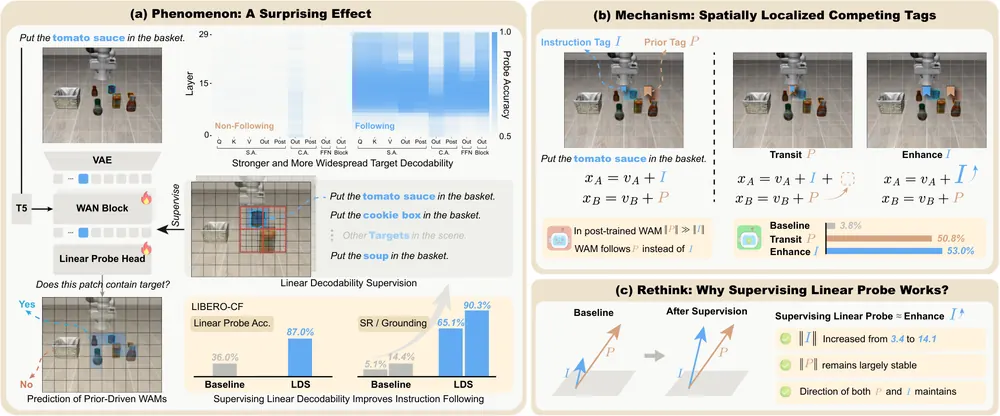 (a) Phenomenon: A Surprising Effect
Put the tomato sauce in the basket.
VAE
...
...
T5
WAN Block
...
Linear Probe Head
Does this patch contain target?
Yes
No
Prediction of Prior-Driven WAMs
29
15
0
Layer
Non-Following
Following
Q K V Out Post Out Post Out Out
S.A. C.A. FFN Block
Q K V Out Post Out Post Out Out
S.A. C.A. FFN Block
1.0
0.5
Probe Accuracy
Stronger and More Widespread Target Decodability
Supervise
Put the tomato sauce in the basket.
Put the cookie box in the basket.
Other Targets in the scene.
Put the soup in the basket.
Linear Decodability Supervision
LIBERO-CF
Linear Probe Acc.
36.0%
87.0%
Baseline
LDS
SR / Grounding
5.1%
14.4%
65.1%
90.3%
Baseline
LDS
Supervising Linear Decodability Improves Instruction Following
(b) Mechanism: Spatially Localized Competing Tags
Instruction Tag I
Prior Tag P
Put the tomato sauce in the basket.
x_A = v_A + I
x_B = v_B + P
Transit P
x_A = v_A + I +
x_B = v_B + P
Enhance I
x_A = v_A + I
x_B = v_B + P
In post-trained WAM ‖P‖ ≫ ‖I‖
WAM follows P instead of I
Baseline 3.8%
Transit P 50.8%
Enhance I 53.0%
(c) Rethink: Why Supervising Linear Probe Works?
Baseline
I
P
After Supervision
I
P
Supervising Linear Probe ≈ Enhance I
‖I‖ Increased from 3.4 to 14.1
‖P‖ remains largely stable
Direction of both P and I maintains